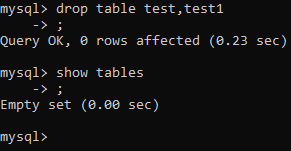 mysql> drop table test,test1
    -> ;
Query OK, 0 rows affected (0.23 sec)
mysql> show tables
    -> ;
Empty set (0.00 sec)
mysql>